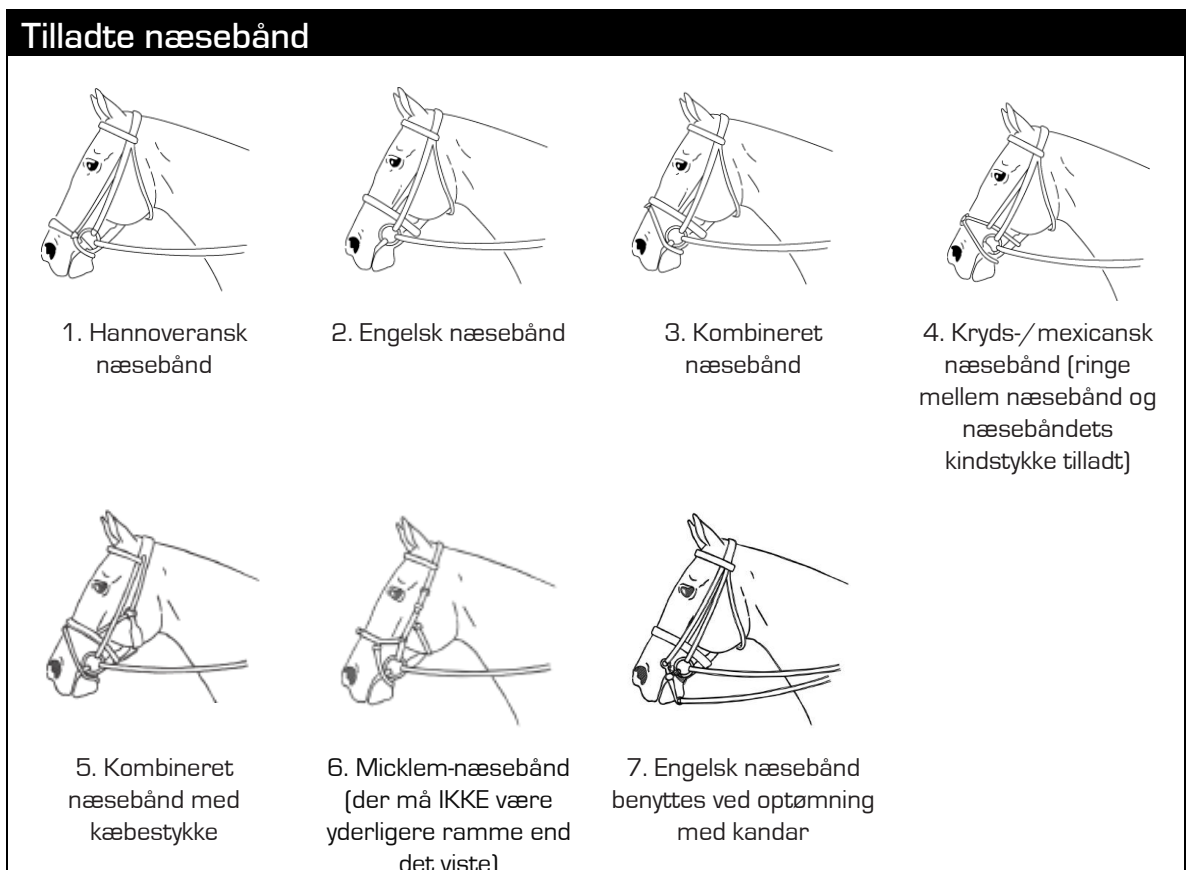 Tilladte næsebånd
1. Hannoveransk
næsebånd
2. Engelsk næsebånd
3. Kombineret
næsebånd
4. Kryds-/mexicansk
næsebånd (ringe
mellem næsebånd og
næsebåndets
kindstykke tilladt)
5. Kombineret
næsebånd med
kæbestykke
6. Micklem-næsebånd
(der må IKKE være
yderligere ramme end
det viste)
7. Engelsk næsebånd
benyttes ved optømning
med kandar